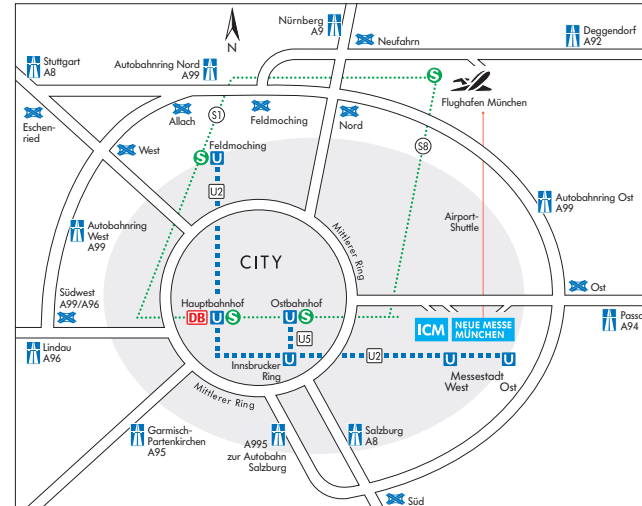 Nürnberg
A9
Deggendorf
A92
N
Neufahrn
Stuttgart
A8
Autobahnring Nord
A99
S
Flughafen München
Eschen-
ried
Allach
S1
Feldmoching
Nord
S8
West
S
U
Feldmoching
U2
Autobahnring Ost
A99
Autobahnring
West
A99
Mittlerer Ring
Airport-
Shuttle
CITY
Südwest
A99/A96
Ost
Hauptbahnhof
DB
U
S
Ostbahnhof
U
S
ICM
NEUE MESSE
MÜNCHEN
A94
Lindau
A96
U5
Innsbrucker
Ring
U
U2
U
U
Messestadt
West
Ost
Mittlerer Ring
Garmisch-
Partenkirchen
A95
A995
zur Autobahn
Salzburg
Salzburg
A8
Süd